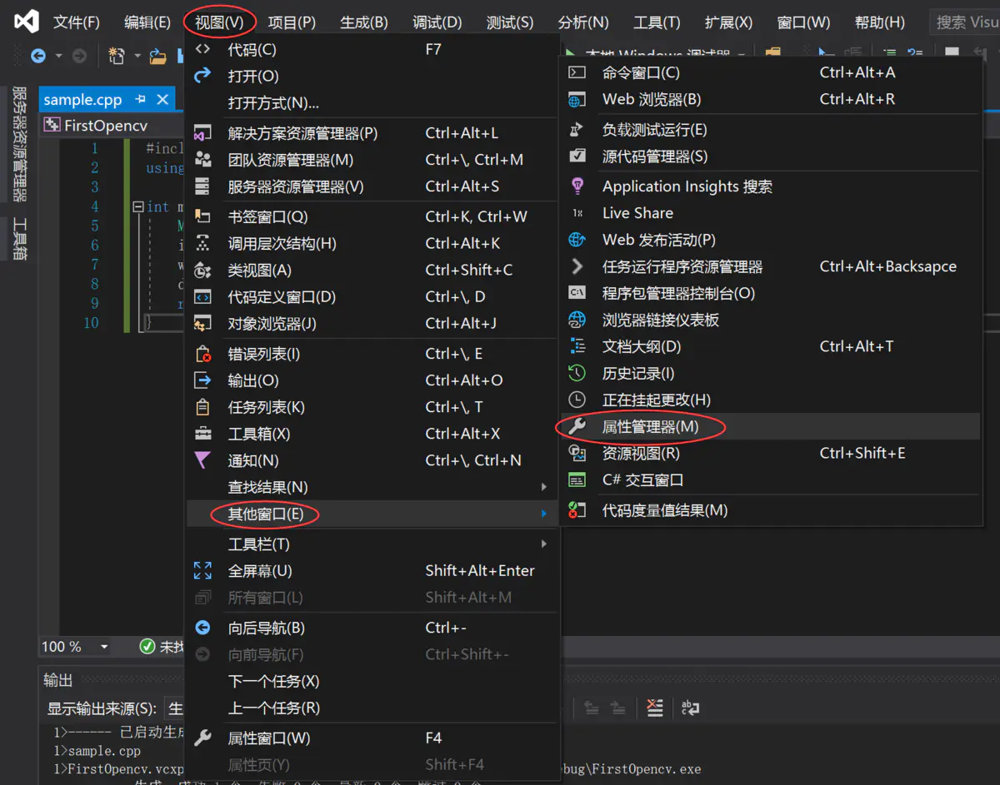 文件(F) 编辑(E) 视图(V) 项目(P) 生成(B) 调试(D) 测试(S) 分析(N) 工具(T) 扩展(X) 窗口(W) 帮助(H) 搜索 Visu
代码(C) F7
打开(O)
打开方式(N)...
解决方案资源管理器(P) Ctrl+Alt+L
团队资源管理器(M) Ctrl+\, Ctrl+M
服务器资源管理器(V) Ctrl+Alt+S
书签窗口(Q) Ctrl+K, Ctrl+W
调用层次结构(H) Ctrl+Alt+K
类视图(A) Ctrl+Shift+C
代码定义窗口(D) Ctrl+\, D
对象浏览器(J) Ctrl+Alt+J
错误列表(I) Ctrl+\, E
输出(O) Ctrl+Alt+O
任务列表(K) Ctrl+\, T
工具箱(X) Ctrl+Alt+X
通知(N) Ctrl+\, Ctrl+N
查找结果(N)
其他窗口(E)
工具栏(T)
全屏幕(U) Shift+Alt+Enter
所有窗口(L) Shift+Alt+M
向后导航(B) Ctrl+-
向前导航(F) Ctrl+Shift+-
下一个任务(X)
上一个任务(R)
属性窗口(W) F4
属性页(Y) Shift+F4
本地 Windows 调试器
命令窗口(C) Ctrl+Alt+A
Web 浏览器(B) Ctrl+Alt+R
负载测试运行(E)
源代码管理器(S)
Application Insights 搜索
Live Share
Web 发布活动(P)
任务运行程序资源管理器 Ctrl+Alt+Backsapce
程序包管理器控制台(O)
浏览器链接仪表板
文档大纲(D) Ctrl+Alt+T
历史记录(I)
正在挂起更改(H)
属性管理器(M)
资源视图(R) Ctrl+Shift+E
C# 交互窗口
代码度量值结果(M)
服务器资源管理器
工具箱
sample.cpp
FirstOpencv
1 #incl
2 using
3
4 int m
5 M
6 i
7 w
8 d
9 r
10 }
100 % 未找
输出
显示输出来源(S): 生
1>------ 已启动生成
1>sample.cpp
1>FirstOpencv.vcxp ebug\FirstOpencv.exe